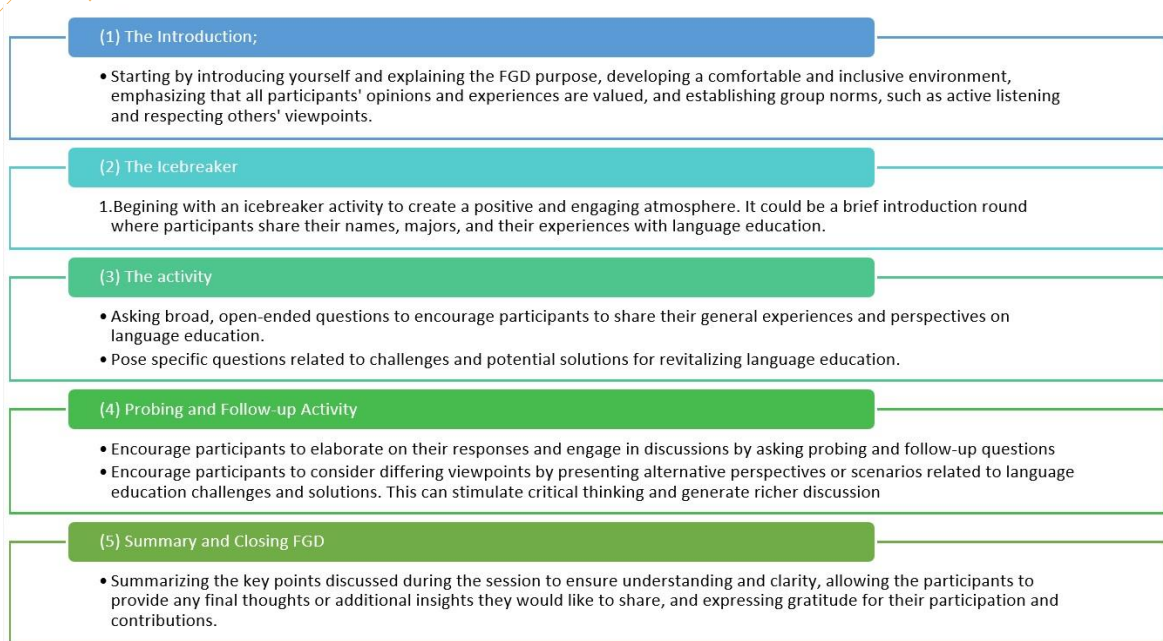 (1) The Introduction;
• Starting by introducing yourself and explaining the FGD purpose, developing a comfortable and inclusive environment,
emphasizing that all participants' opinions and experiences are valued, and establishing group norms, such as active listening
and respecting others' viewpoints.
(2) The Icebreaker
1.Begining with an icebreaker activity to create a positive and engaging atmosphere. It could be a brief introduction round
where participants share their names, majors, and their experiences with language education.
(3) The activity
• Asking broad, open-ended questions to encourage participants to share their general experiences and perspectives on
language education.
• Pose specific questions related to challenges and potential solutions for revitalizing language education.
(4) Probing and Follow-up Activity
• Encourage participants to elaborate on their responses and engage in discussions by asking probing and follow-up questions
• Encourage participants to consider differing viewpoints by presenting alternative perspectives or scenarios related to language
education challenges and solutions. This can stimulate critical thinking and generate richer discussion
(5) Summary and Closing FGD
• Summarizing the key points discussed during the session to ensure understanding and clarity, allowing the participants to
provide any final thoughts or additional insights they would like to share, and expressing gratitude for their participation and
contributions.